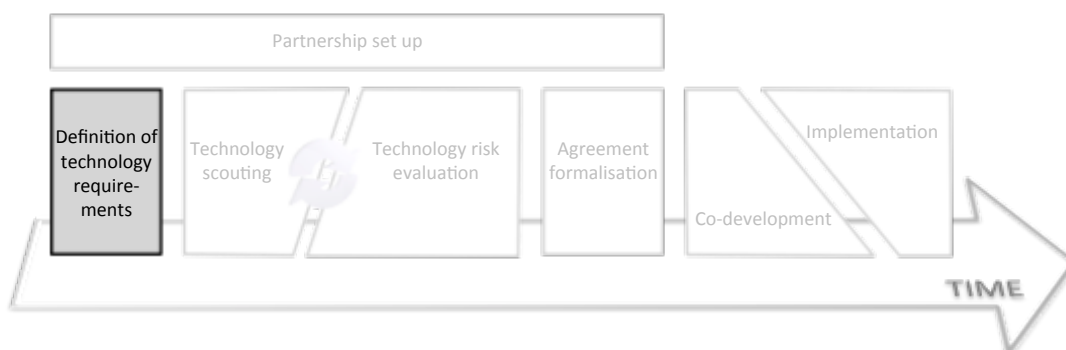 Partnership set up
Definition of
technology
require-
ments
Technology
scouting
Technology risk
evaluation
Agreement
formalisation
Co-development
Implementation
TIME